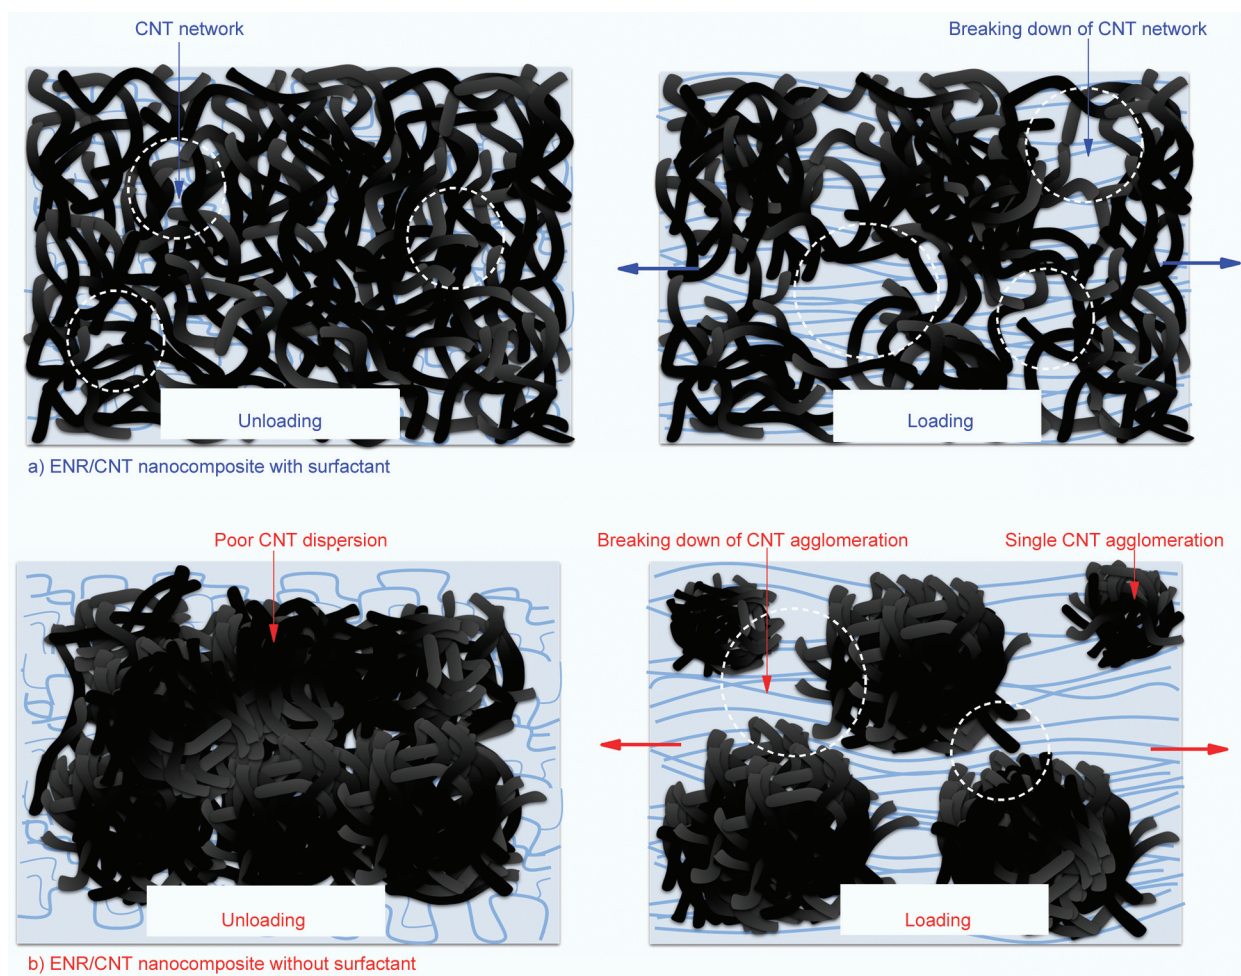 CNT network
Breaking down of CNT network
Unloading
Loading
a) ENR/CNT nanocomposite with surfactant
Poor CNT dispersion
Breaking down of CNT agglomeration
Single CNT agglomeration
Unloading
Loading
b) ENR/CNT nanocomposite without surfactant